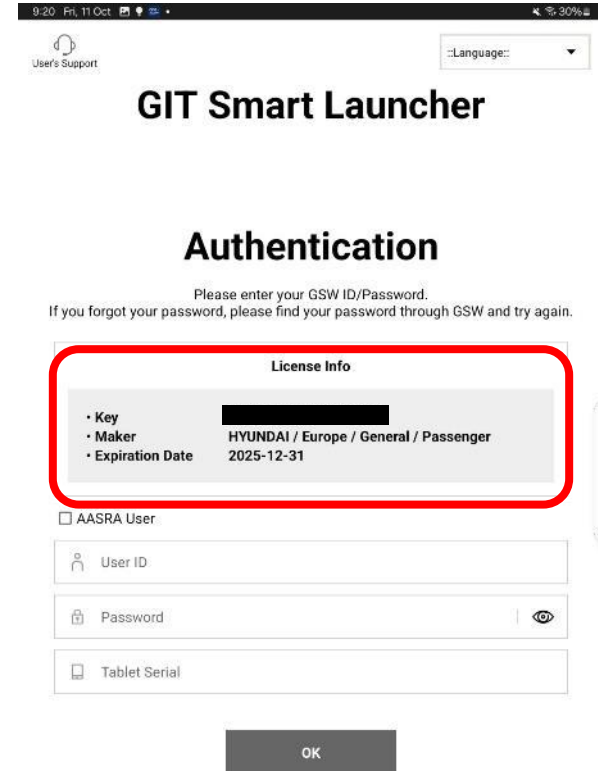 9:20 Fri, 11 Oct
30%
User's Support
::Language::
GIT Smart Launcher
Authentication
Please enter your GSW ID/Password.
If you forgot your password, please find your password through GSW and try again.
License Info
· Key
· Maker HYUNDAI / Europe / General / Passenger
· Expiration Date 2025-12-31
AASRA User
User ID
Password
Tablet Serial
OK